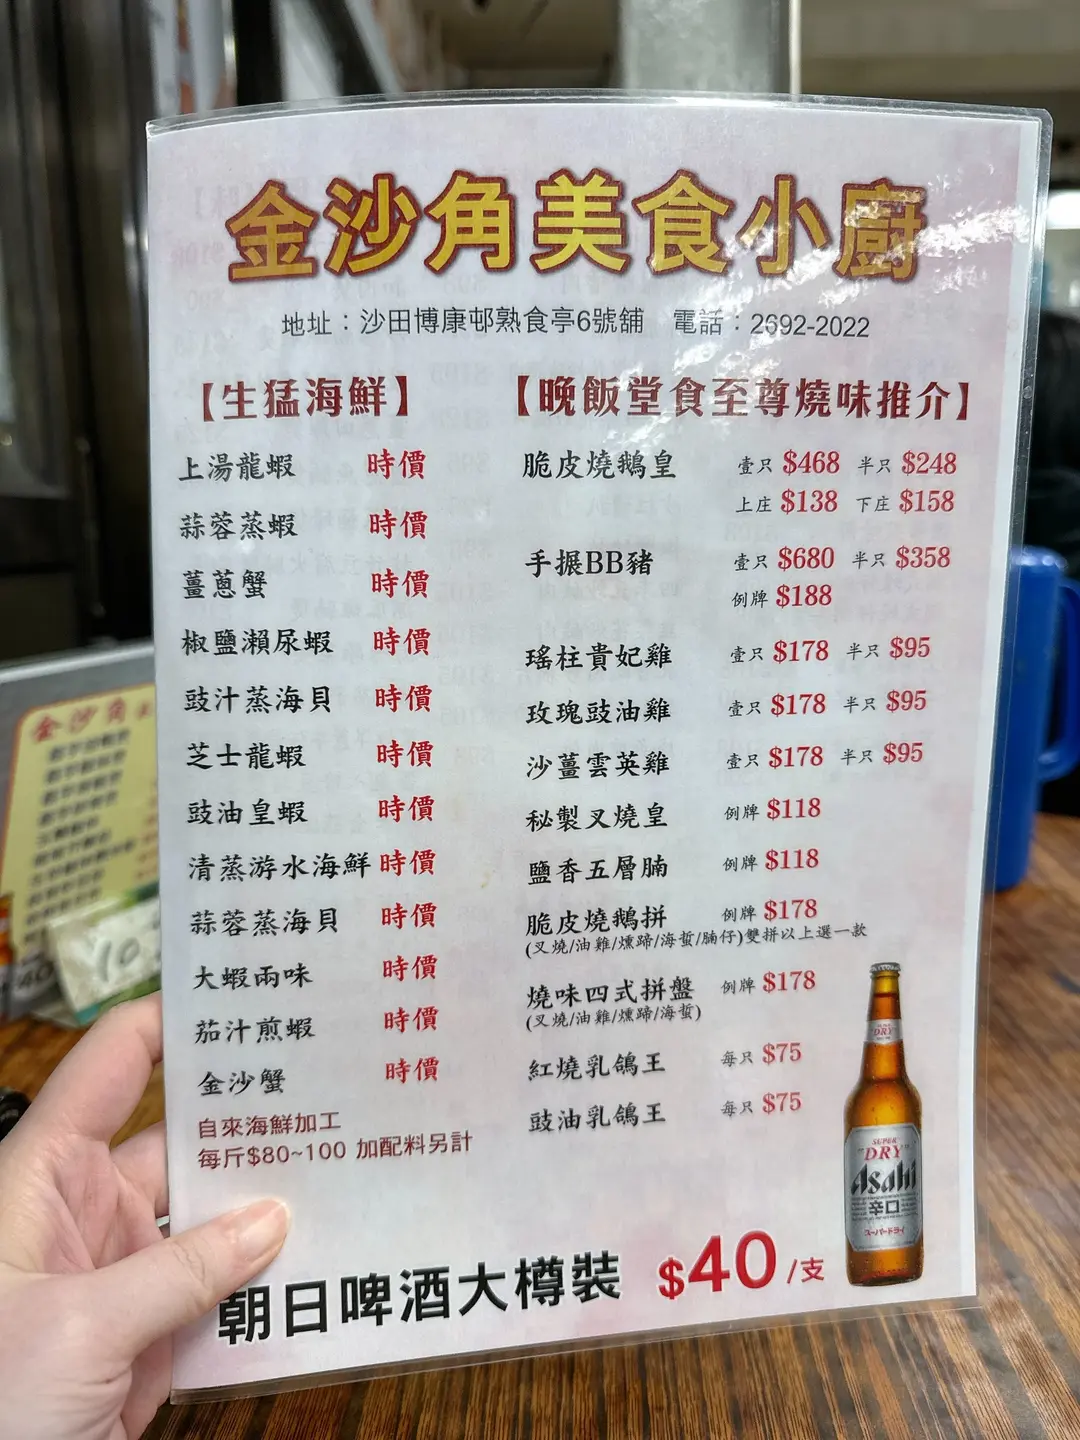 金沙角美食小廚
地址：沙田博康邨熟食亭6號舖　電話：2692-2022
【生猛海鮮】
上湯龍蝦 時價
蒜蓉蒸蝦 時價
薑蔥蟹 時價
椒鹽瀨尿蝦 時價
豉汁蒸海貝 時價
芝士龍蝦 時價
豉油皇蝦 時價
清蒸游水海鮮 時價
蒜蓉蒸海貝 時價
大蝦兩味 時價
茄汁煎蝦 時價
金沙蟹 時價
自來海鮮加工
每斤$80~100 加配料另計
【晚飯堂食至尊燒味推介】
脆皮燒鵝皇 壹只 $468 半只 $248
上庄 $138 下庄 $158
手搌BB豬 壹只 $680 半只 $358
例牌 $188
瑤柱貴妃雞 壹只 $178 半只 $95
玫瑰豉油雞 壹只 $178 半只 $95
沙薑雲英雞 壹只 $178 半只 $95
秘製叉燒皇 例牌 $118
鹽香五層腩 例牌 $118
脆皮燒鵝拼 例牌 $178
(叉燒/油雞/燻蹄/海蜇/腩仔)雙拼以上選一款
燒味四式拼盤 例牌 $178
(叉燒/油雞/燻蹄/海蜇)
紅燒乳鴿王 每只 $75
豉油乳鴿王 每只 $75
SUPER
"DRY"
Asahi
辛口
スーパードライ
朝日啤酒大樽裝 $40/支
金沙角